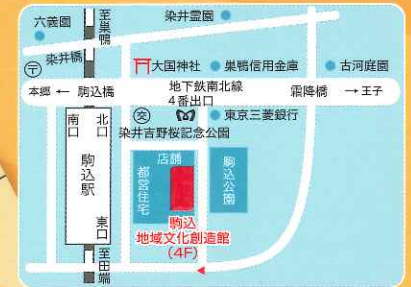 六義園
至巣鴨
染井霊園
染井橋
〒
大国神社
巣鴨信用金庫
古河庭園
本郷 ← 駒込橋
地下鉄南北線
4番出口
霜降橋 → 王子
南口
北口
交
東京三菱銀行
染井吉野桜記念公園
駒込駅
店舗
都営住宅
駒込公園
東口
駒込
地域文化創造館
(4F)
至田端